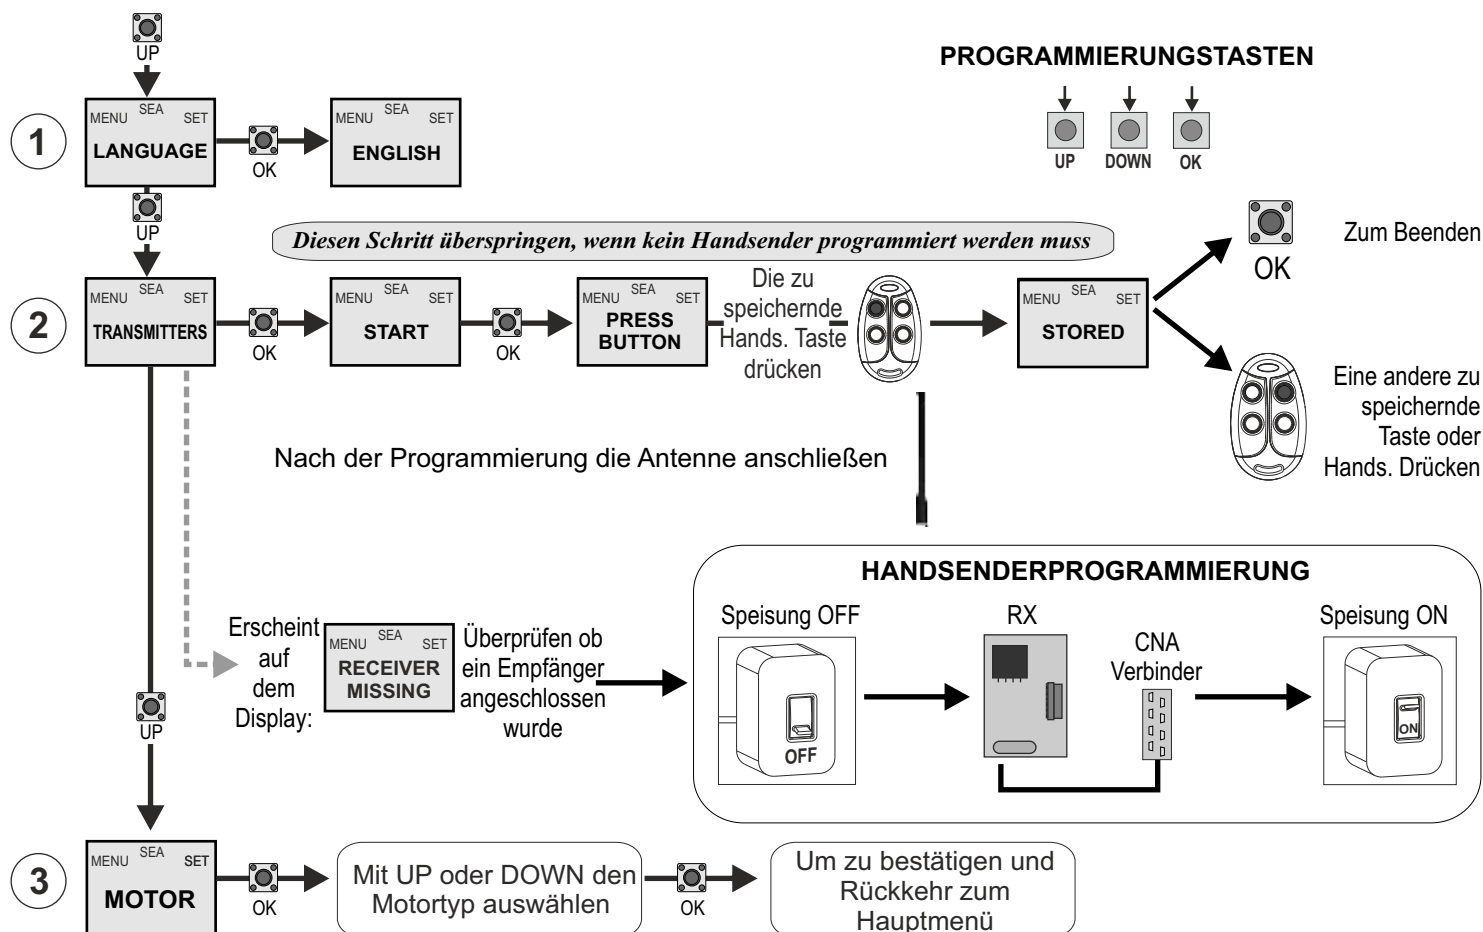 UP
PROGRAMMIERUNGSTASTEN
UP DOWN OK
1
MENU SEA SET
LANGUAGE
OK
MENU SEA SET
ENGLISH
UP
Diesen Schritt überspringen, wenn kein Handsender programmiert werden muss
2
MENU SEA SET
TRANSMITTERS
OK
MENU SEA SET
START
OK
MENU SEA SET
PRESS
BUTTON
Die zu
speichernde
Hands. Taste
drücken
MENU SEA SET
STORED
OK
Zum Beenden
Eine andere zu
speichernde
Taste oder
Hands. Drücken
Nach der Programmierung die Antenne anschließen
Erscheint
auf
dem
Display:
MENU SEA SET
RECEIVER
MISSING
Überprüfen ob
ein Empfänger
angeschlossen
wurde
HANDSENDERPROGRAMMIERUNG
Speisung OFF
OFF
RX
CNA
Verbinder
Speisung ON
ON
UP
3
MENU SEA SET
MOTOR
OK
Mit UP oder DOWN den
Motortyp auswählen
OK
Um zu bestätigen und
Rückkehr zum
Hauptmenü